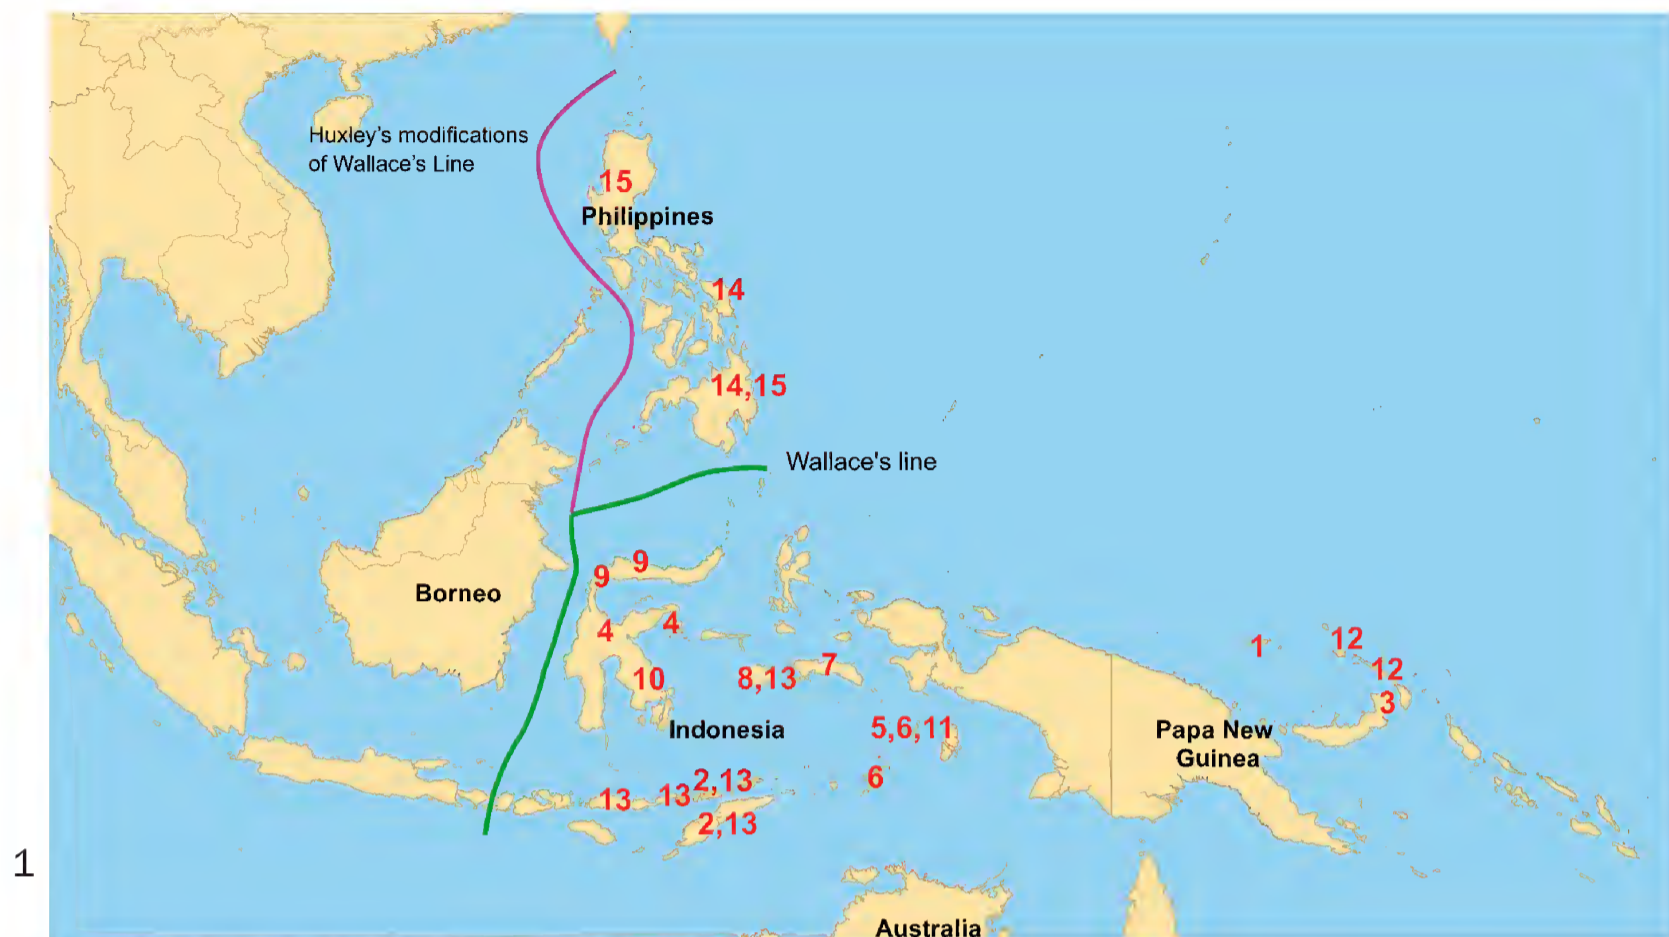 Huxley's modifications
of Wallace's Line
15
Philippines
14
14,15
Wallace's line
9
9
Borneo
4
4
1
12
12
10
8,13
7
3
Indonesia
5,6,11
Papa New
Guinea
6
2,13
13
13
2,13
1
Australia